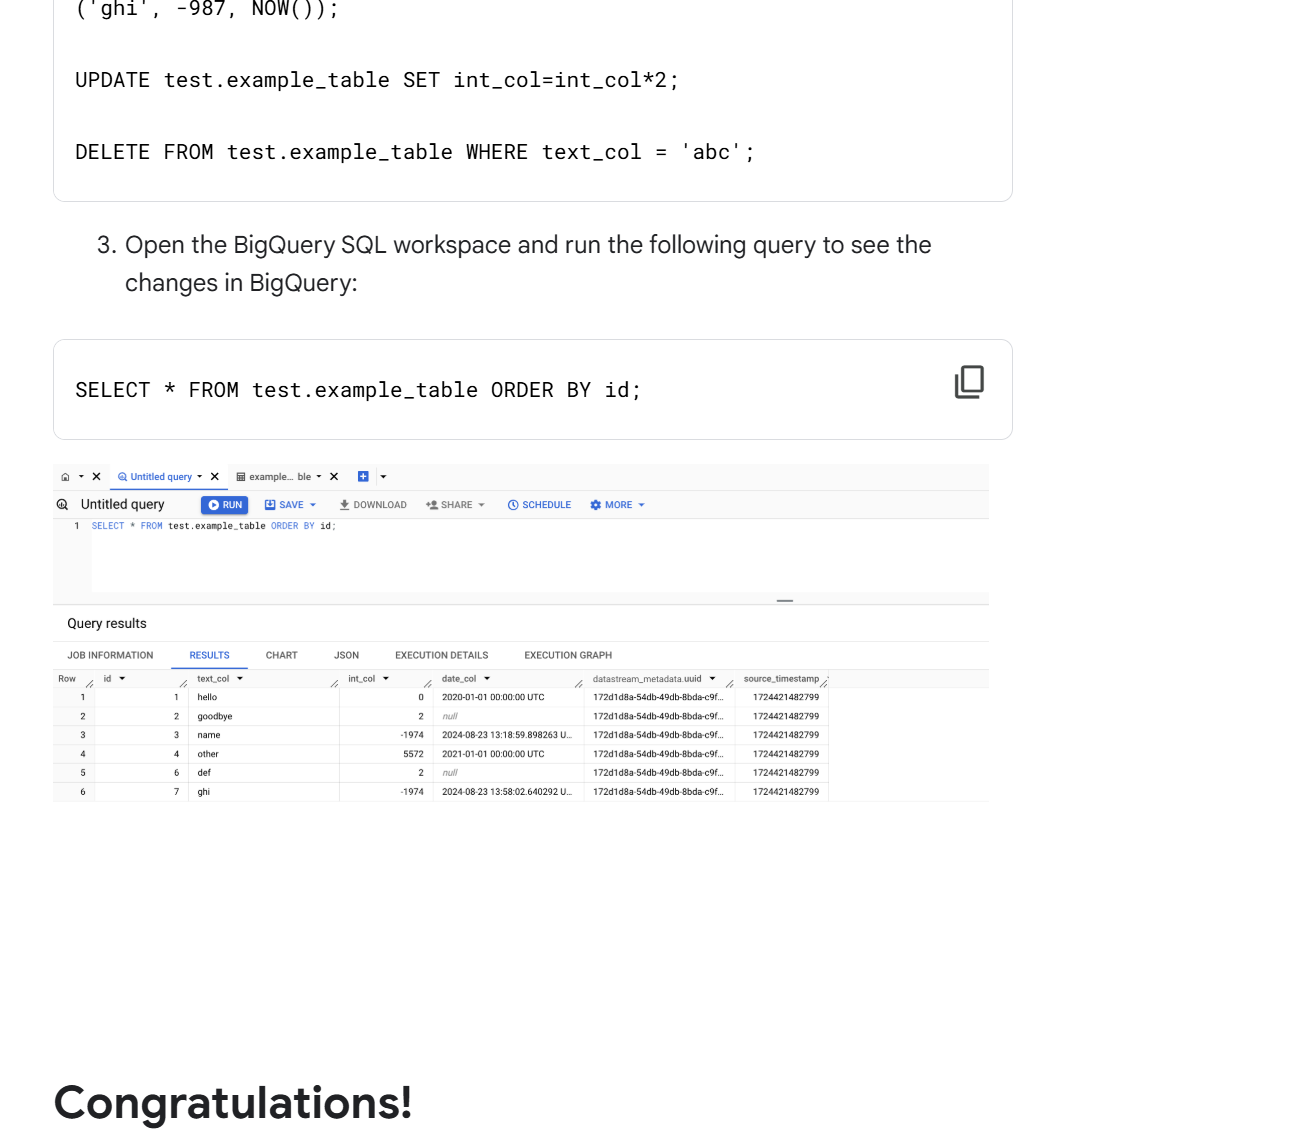 ('ghi', -987, NOW());
UPDATE test.example_table SET int_col=int_col*2;
DELETE FROM test.example_table WHERE text_col = 'abc';
3. Open the BigQuery SQL workspace and run the following query to see the
changes in BigQuery:
SELECT * FROM test.example_table ORDER BY id;
Untitled query example... ble
Untitled query RUN SAVE DOWNLOAD SHARE SCHEDULE MORE
1 SELECT * FROM test.example_table ORDER BY id;
Query results
JOB INFORMATION RESULTS CHART JSON EXECUTION DETAILS EXECUTION GRAPH
Row id text_col int_col date_col datastream_metadata.uuid source_timestamp
1 1 hello 0 2020-01-01 00:00:00 UTC 172d1d8a-54db-49db-8bda-c9f... 1724421482799
2 2 goodbye 2 null 172d1d8a-54db-49db-8bda-c9f... 1724421482799
3 3 name -1974 2024-08-23 13:18:59.898263 U... 172d1d8a-54db-49db-8bda-c9f... 1724421482799
4 4 other 5572 2021-01-01 00:00:00 UTC 172d1d8a-54db-49db-8bda-c9f... 1724421482799
5 6 def 2 null 172d1d8a-54db-49db-8bda-c9f... 1724421482799
6 7 ghi -1974 2024-08-23 13:58:02.640292 U... 172d1d8a-54db-49db-8bda-c9f... 1724421482799
Congratulations!